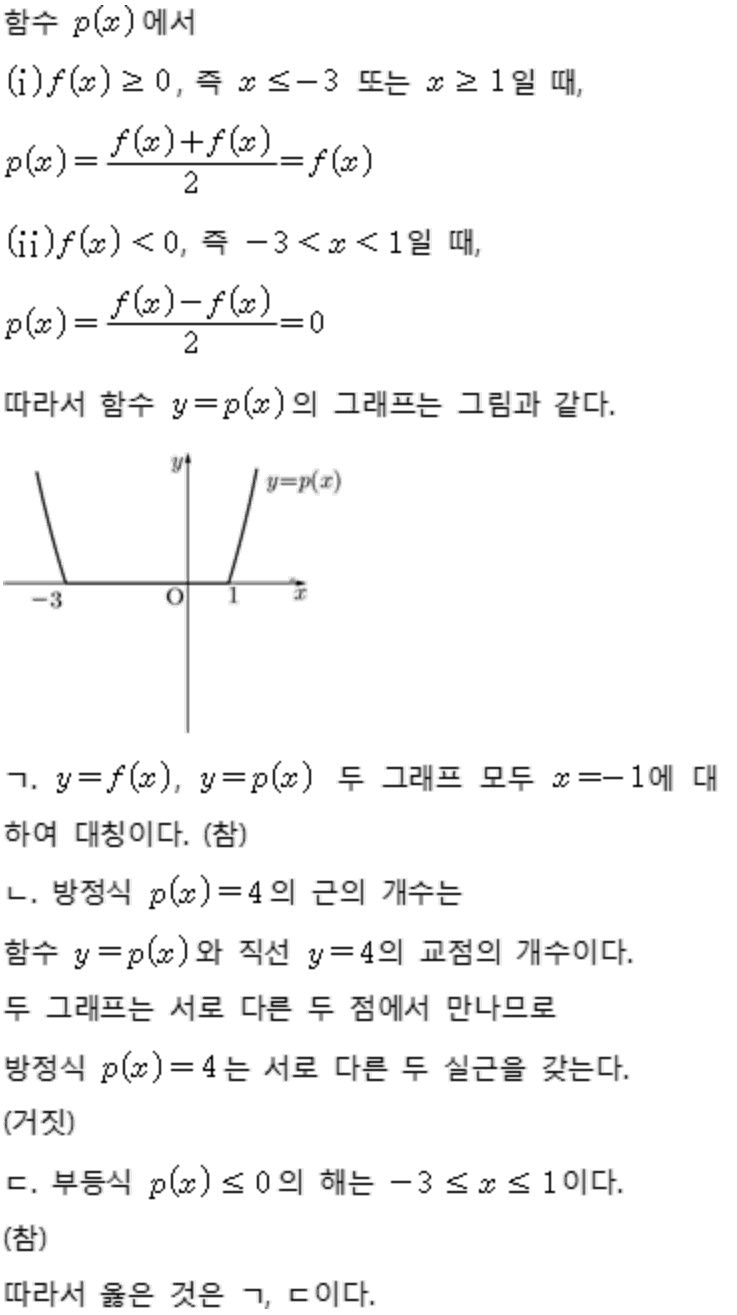 함수 p(x)에서
(ⅰ)f(x) ≥ 0, 즉 x ≤ −3 또는 x ≥ 1일 때,
p(x) = (f(x)+f(x))/2 = f(x)
(ⅱ)f(x) < 0, 즉 −3 < x < 1일 때,
p(x) = (f(x)−f(x))/2 = 0
따라서 함수 y = p(x)의 그래프는 그림과 같다.
y
y=p(x)
−3 O 1 x
ㄱ. y = f(x), y = p(x) 두 그래프 모두 x = −1에 대
하여 대칭이다. (참)
ㄴ. 방정식 p(x) = 4의 근의 개수는
함수 y = p(x)와 직선 y = 4의 교점의 개수이다.
두 그래프는 서로 다른 두 점에서 만나므로
방정식 p(x) = 4는 서로 다른 두 실근을 갖는다.
(거짓)
ㄷ. 부등식 p(x) ≤ 0의 해는 −3 ≤ x ≤ 1이다.
(참)
따라서 옳은 것은 ㄱ, ㄷ이다.